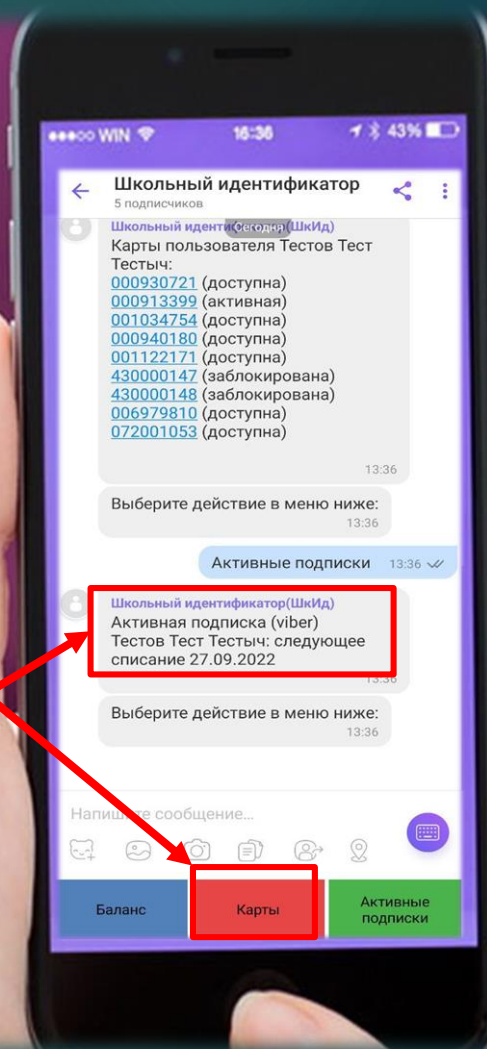 WIN 16:36 43%
Школьный идентификатор
5 подписчиков
Школьный идентификатор(ШкИд)
Сегодня
Карты пользователя Тестов Тест
Тестыч:
000930721 (доступна)
000913399 (активная)
001034754 (доступна)
000940180 (доступна)
001122171 (доступна)
430000147 (заблокирована)
430000148 (заблокирована)
006979810 (доступна)
072001053 (доступна)
13:36
Выберите действие в меню ниже:
13:36
Активные подписки 13:36
Школьный идентификатор(ШкИд)
Активная подписка (viber)
Тестов Тест Тестыч: следующее
списание 27.09.2022
13:36
Выберите действие в меню ниже:
13:36
Напишите сообщение...
Баланс
Карты
Активные
подписки